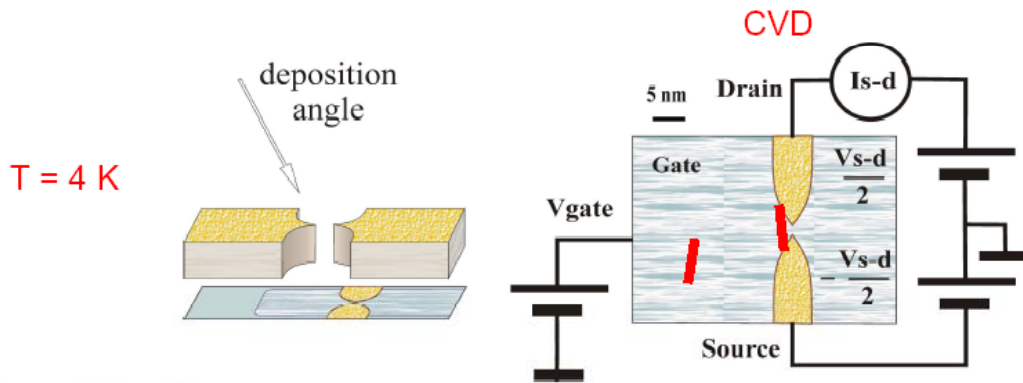 deposition
angle
T = 4 K
CVD
Drain
Is-d
5 nm
Gate
Vs-d
2
Vgate
- Vs-d
2
Source